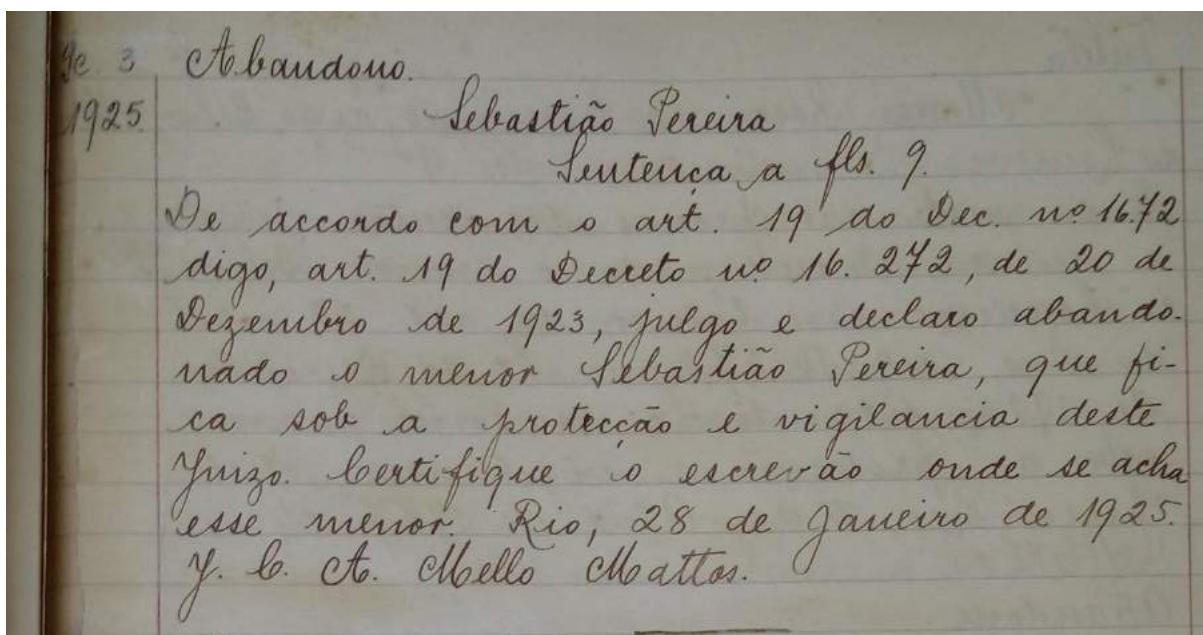 3 Abandono.
1925. Sebastião Pereira
Sentença a fls. 9.
De accordo com o art. 19 do Dec. nº 16.72
digo, art. 19 do Decreto nº 16.272, de 20 de
Dezembro de 1923, julgo e declaro abando-
nado o menor Sebastião Pereira, que fi-
ca sob a protecção e vigilancia deste
Juizo. Certifique o escrevão onde se acha
esse menor. Rio, 28 de Janeiro de 1925.
J. C. A. Mello Mattos.